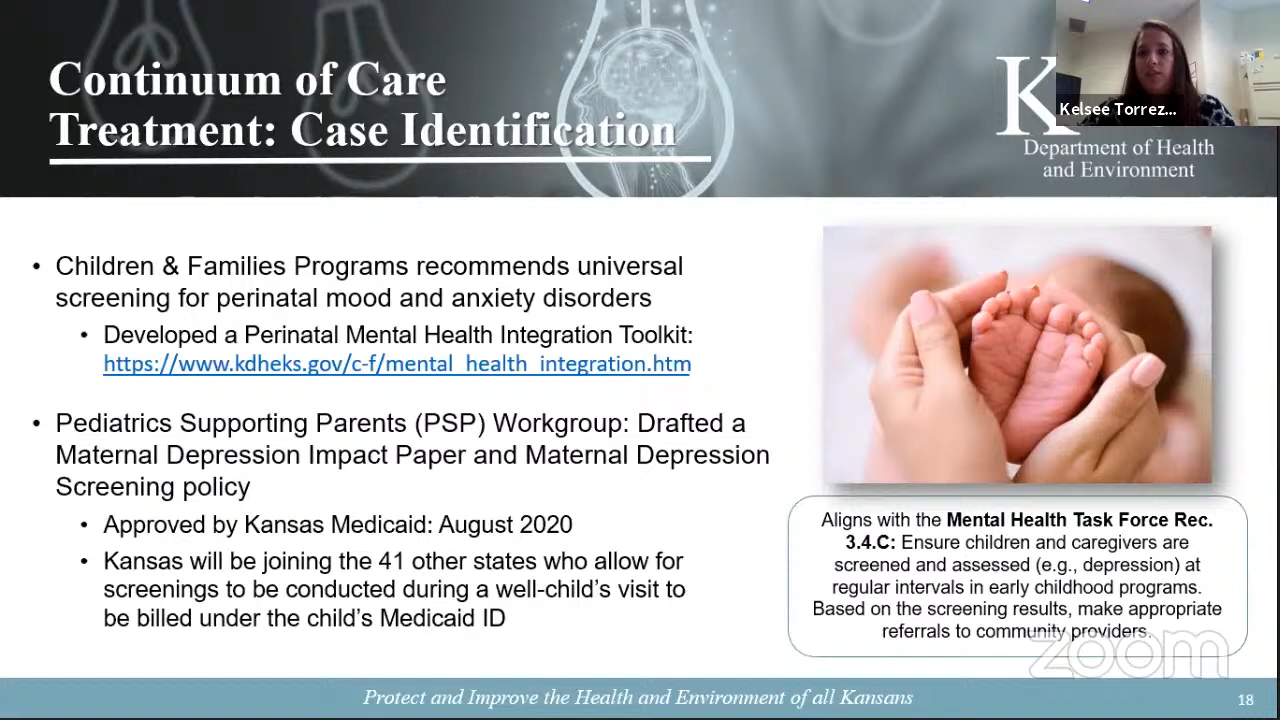 Continuum of Care
Treatment: Case Identification
K
Kelsee Torrez...
Department of Health
and Environment
• Children & Families Programs recommends universal
screening for perinatal mood and anxiety disorders
• Developed a Perinatal Mental Health Integration Toolkit:
https://www.kdheks.gov/c-f/mental_health_integration.htm
• Pediatrics Supporting Parents (PSP) Workgroup: Drafted a
Maternal Depression Impact Paper and Maternal Depression
Screening policy
• Approved by Kansas Medicaid: August 2020
• Kansas will be joining the 41 other states who allow for
screenings to be conducted during a well-child’s visit to
be billed under the child’s Medicaid ID
Aligns with the Mental Health Task Force Rec.
3.4.C: Ensure children and caregivers are
screened and assessed (e.g., depression) at
regular intervals in early childhood programs.
Based on the screening results, make appropriate
referrals to community providers.
zoom
Protect and Improve the Health and Environment of all Kansans
18